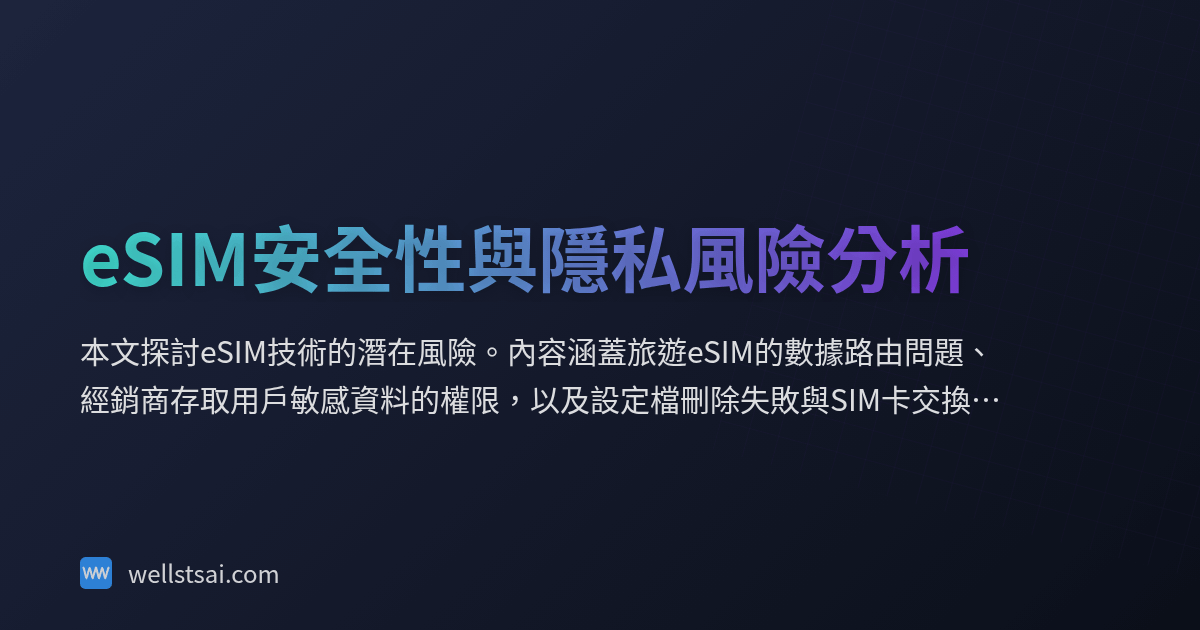 eSIM安全性與隱私風險分析
本文探討eSIM技術的潛在風險。內容涵蓋旅遊eSIM的數據路由問題、
經銷商存取用戶敏感資料的權限，以及設定檔刪除失敗與SIM卡交換…
wellstsai.com